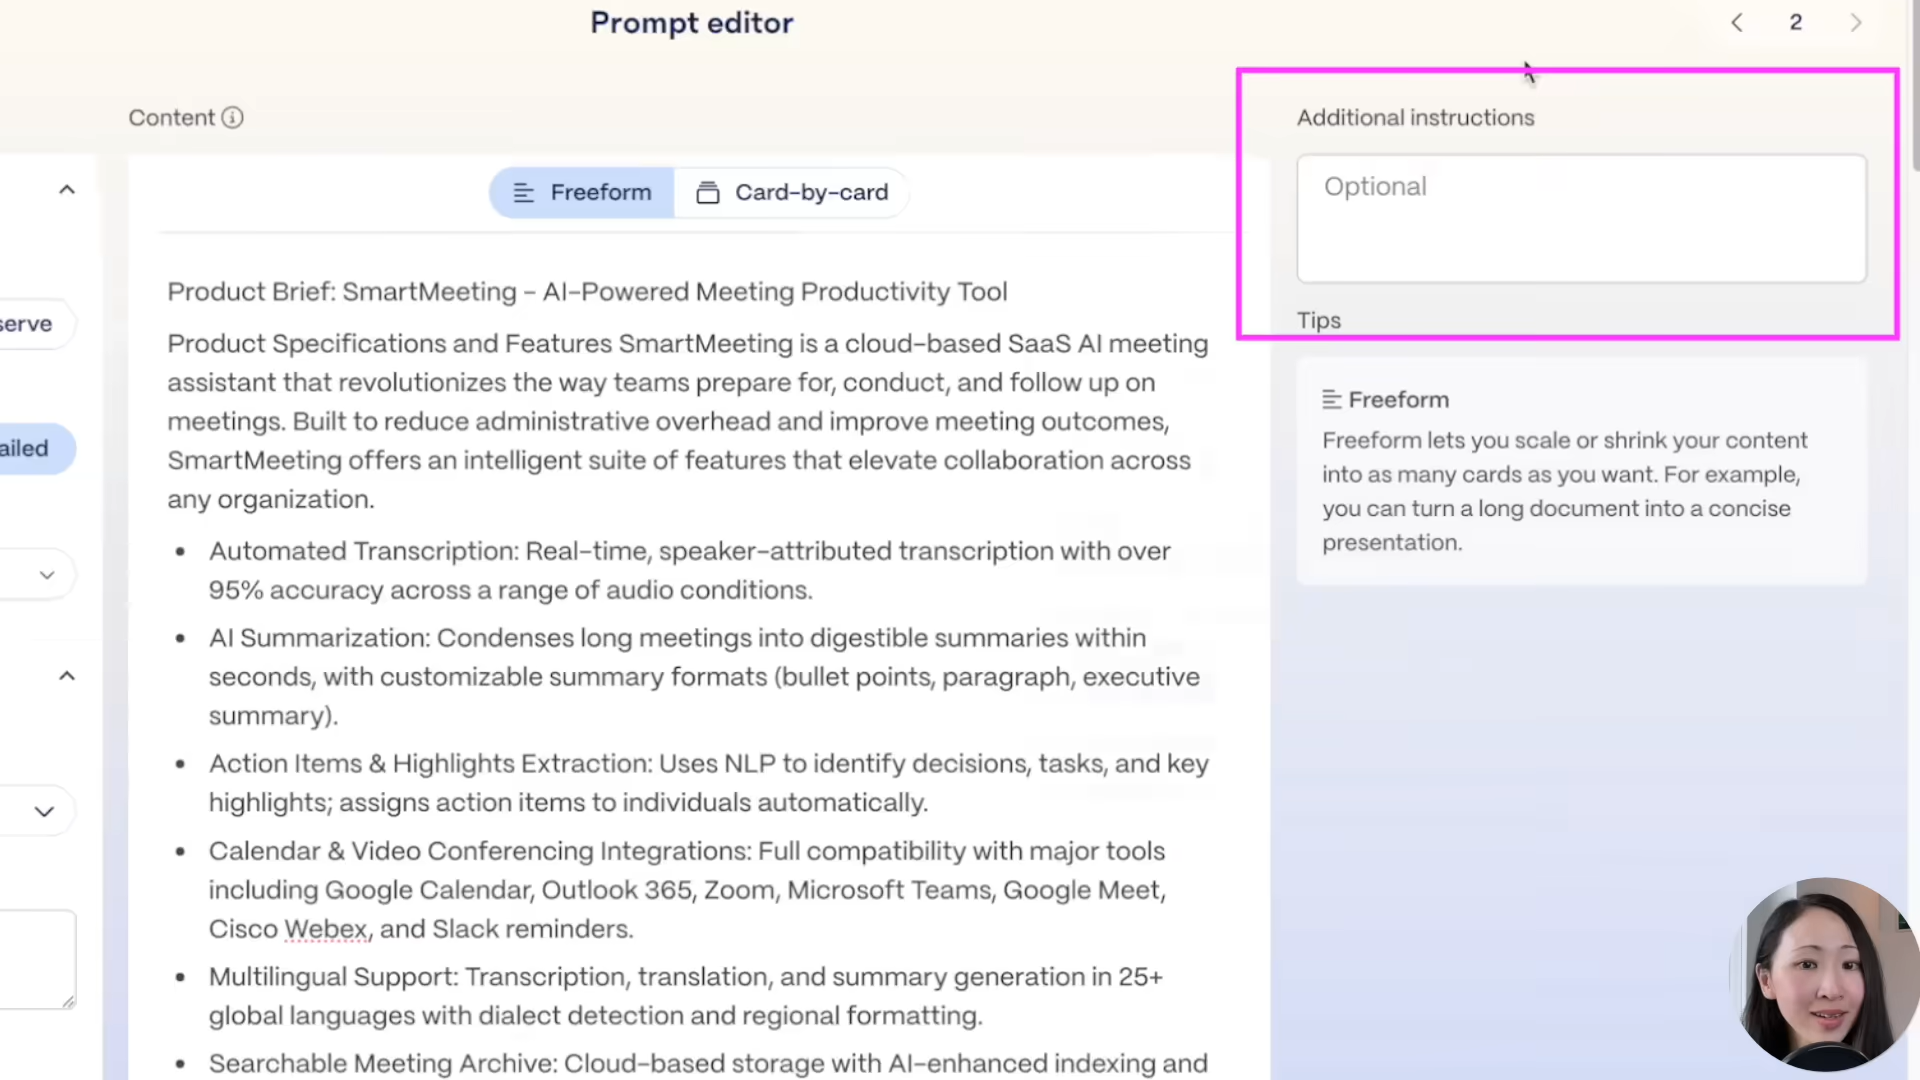 Prompt editor
2
Content
Additional instructions
Freeform
Card-by-card
Optional
Tips
serve
ailed
Product Brief: SmartMeeting - AI-Powered Meeting Productivity Tool
Product Specifications and Features SmartMeeting is a cloud-based SaaS AI meeting
assistant that revolutionizes the way teams prepare for, conduct, and follow up on
meetings. Built to reduce administrative overhead and improve meeting outcomes,
SmartMeeting offers an intelligent suite of features that elevate collaboration across
any organization.
• Automated Transcription: Real-time, speaker-attributed transcription with over
95% accuracy across a range of audio conditions.
• AI Summarization: Condenses long meetings into digestible summaries within
seconds, with customizable summary formats (bullet points, paragraph, executive
summary).
• Action Items & Highlights Extraction: Uses NLP to identify decisions, tasks, and key
highlights; assigns action items to individuals automatically.
• Calendar & Video Conferencing Integrations: Full compatibility with major tools
including Google Calendar, Outlook 365, Zoom, Microsoft Teams, Google Meet,
Cisco Webex, and Slack reminders.
• Multilingual Support: Transcription, translation, and summary generation in 25+
global languages with dialect detection and regional formatting.
• Searchable Meeting Archive: Cloud-based storage with AI-enhanced indexing and
Freeform
Freeform lets you scale or shrink your content
into as many cards as you want. For example,
you can turn a long document into a concise
presentation.